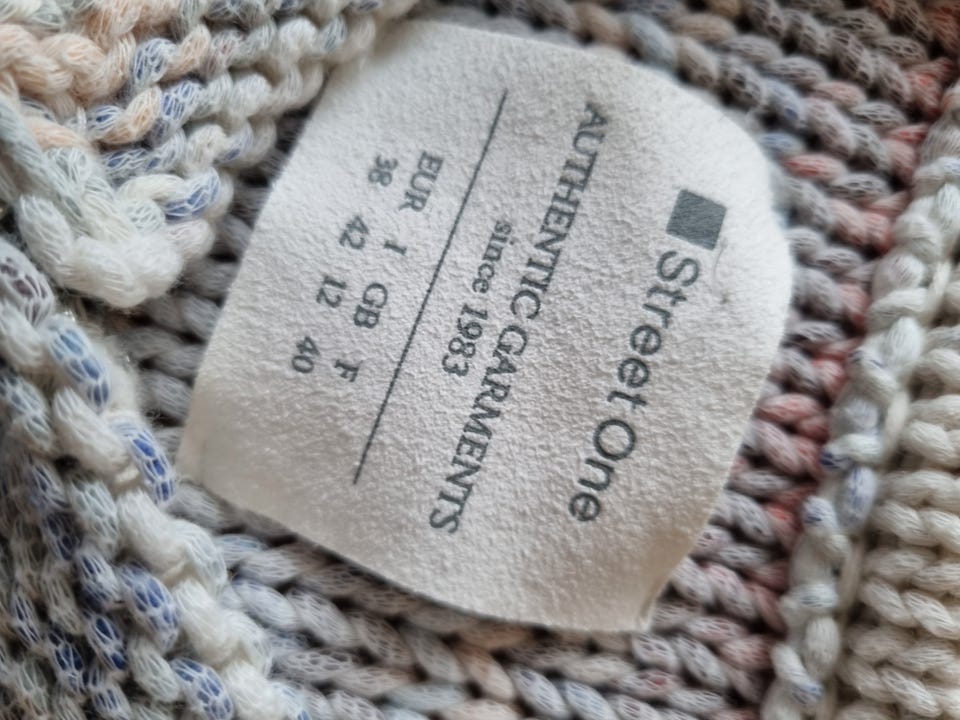 Street One
AUTHENTIC GARMENTS
since 1983
EUR I GB F
38 42 12 40